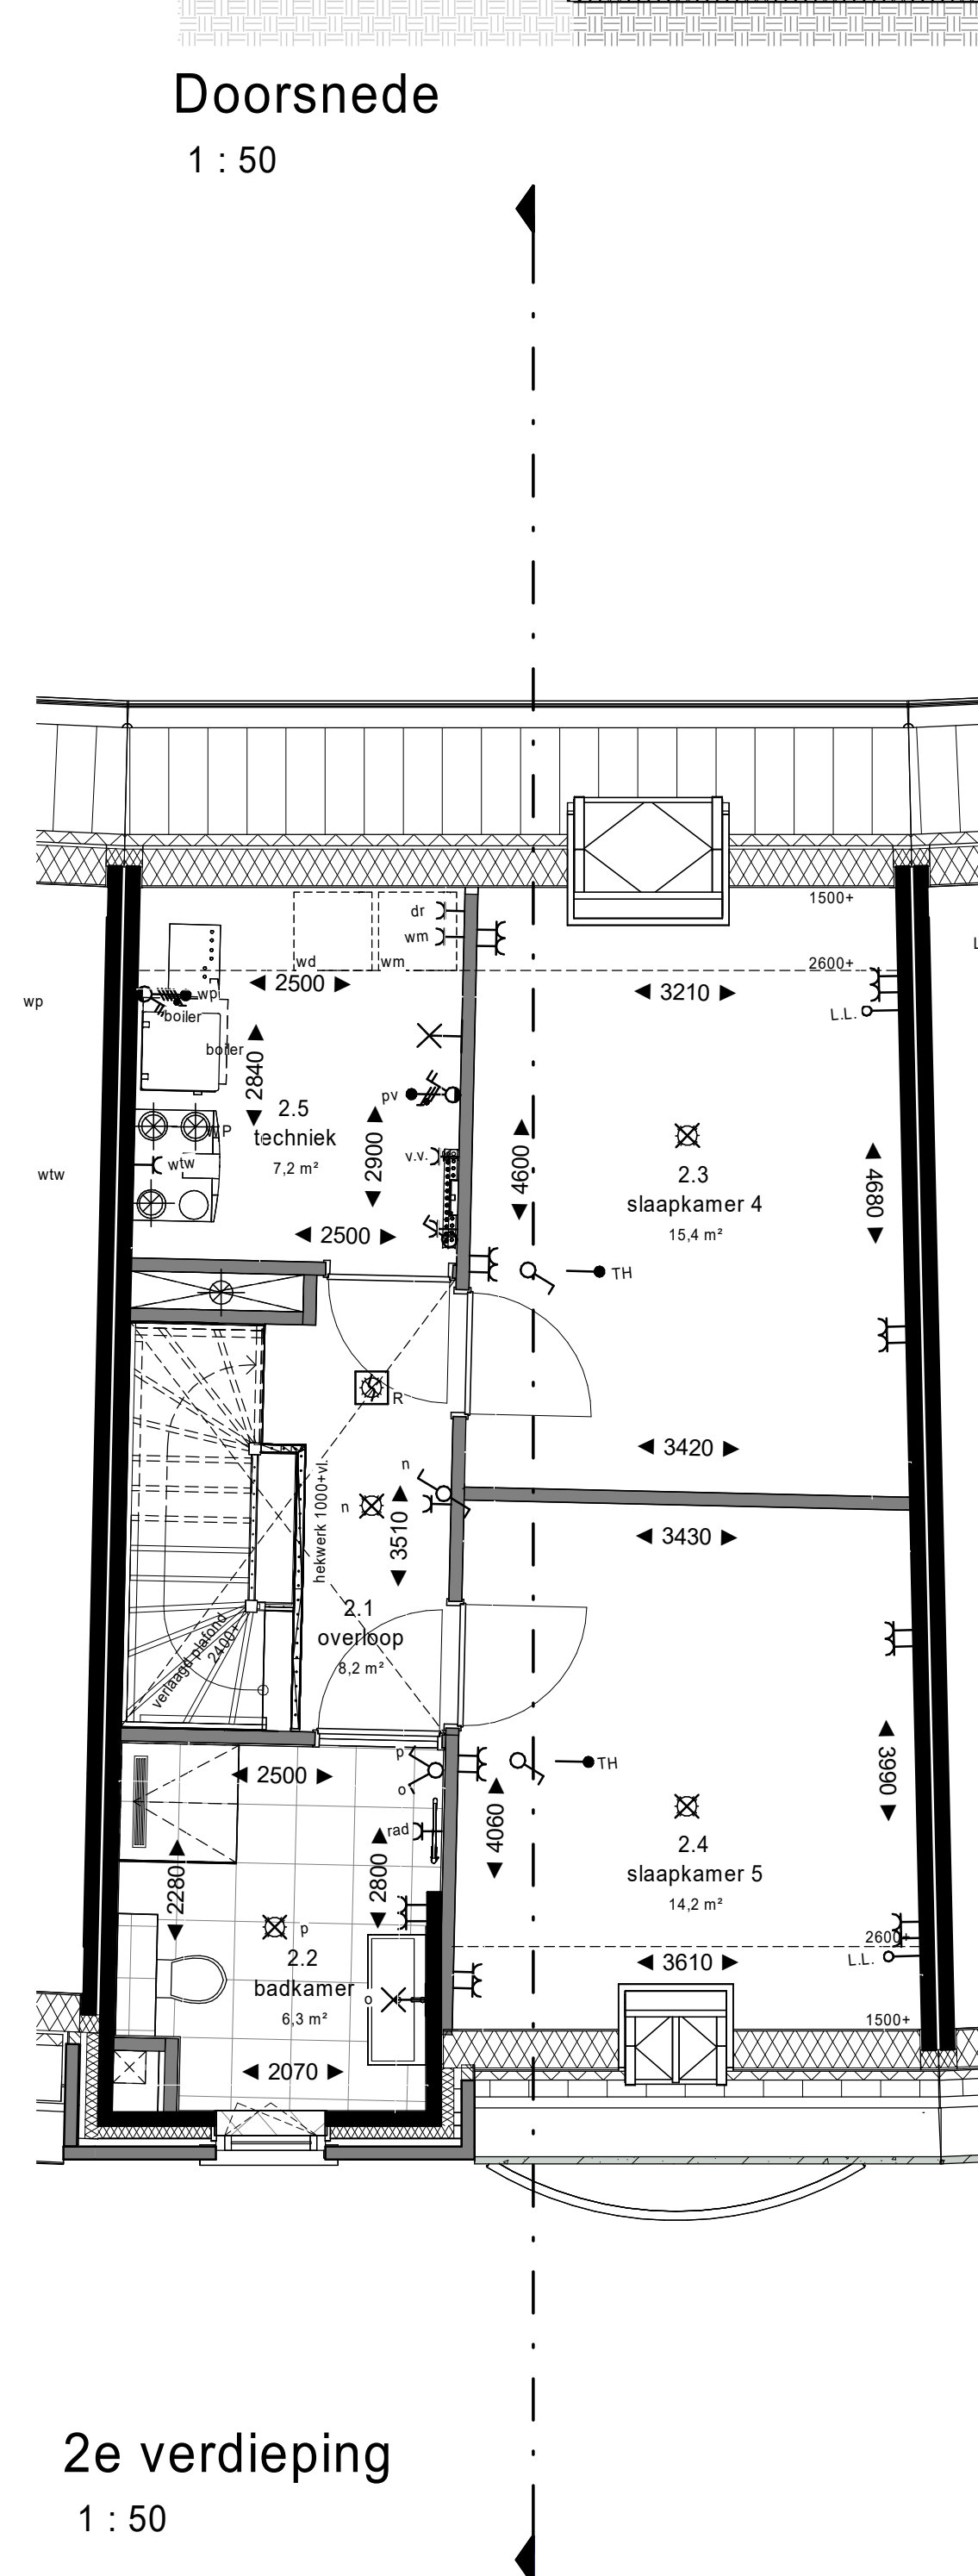 Doorsnede
1 : 50
1500+
dr
wm
wd
wm
2600+
2500
3210
wp
wp
L.L.
boiler
boiler
2840
pv
2.5
WP
techniek
v.v.
2900
4600
2.3
wtw
wtw
7,2 m²
slaapkamer 4
4680
15,4 m²
2500
TH
R
3420
n
n
hekwerk 1000+vl.
3510
3430
2.1
overloop
8,2 m²
verlaagd plafond
2400+
p
2500
o
TH
3990
rad
4060
2.4
2280
2800
slaapkamer 5
14,2 m²
p
2600+
2.2
L.L.
3610
badkamer
o
6,3 m²
1500+
2070
2e verdieping
1 : 50